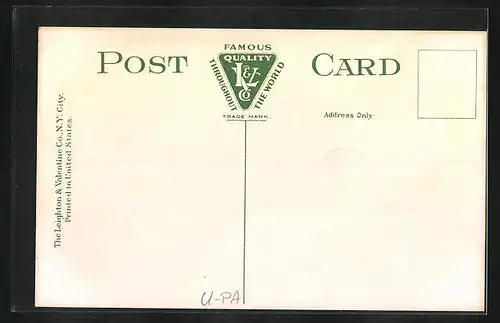 POST CARD
FAMOUS
QUALITY
THROUGHOUT THE WORLD
L&V
Co
TRADE MARK.
Address Only
The Leighton & Valentine Co., N.Y. City.
Printed in United States.
U-PA